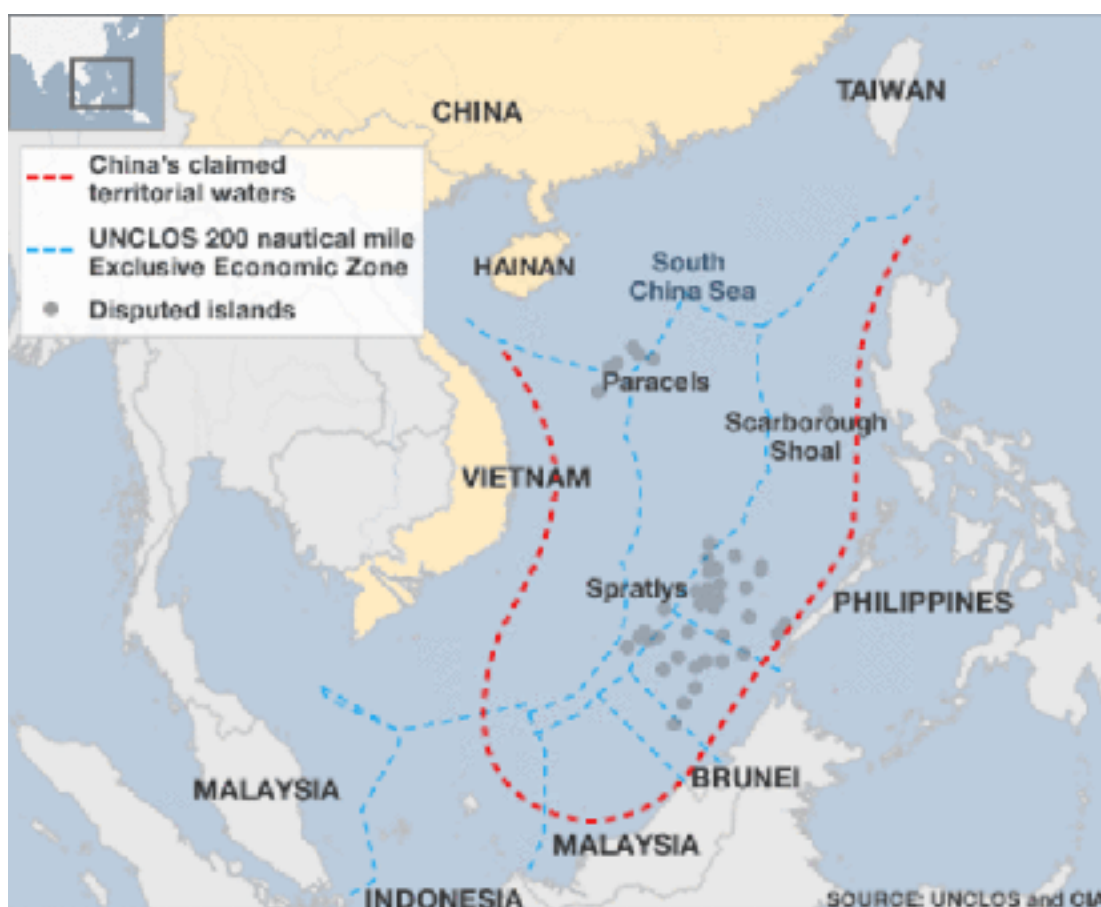 TAIWAN
CHINA
China's claimed
territorial waters
UNCLOS 200 nautical mile
Exclusive Economic Zone
Disputed islands
HAINAN
South
China Sea
Paracels
Scarborough
Shoal
VIETNAM
Spratlys
PHILIPPINES
MALAYSIA
BRUNEI
MALAYSIA
INDONESIA
SOURCE: UNCLOS and CIA